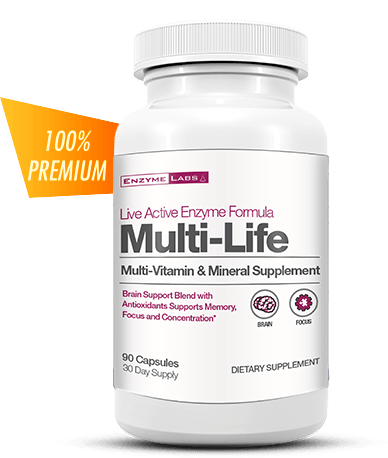 100%
PREMIUM
ENZYME LABS
Live Active Enzyme Formula
Multi-Life
Multi-Vitamin & Mineral Supplement
Brain Support Blend with
Antioxidants Supports Memory,
Focus and Concentration*
BRAIN
FOCUS
90 Capsules
30 Day Supply
DIETARY SUPPLEMENT